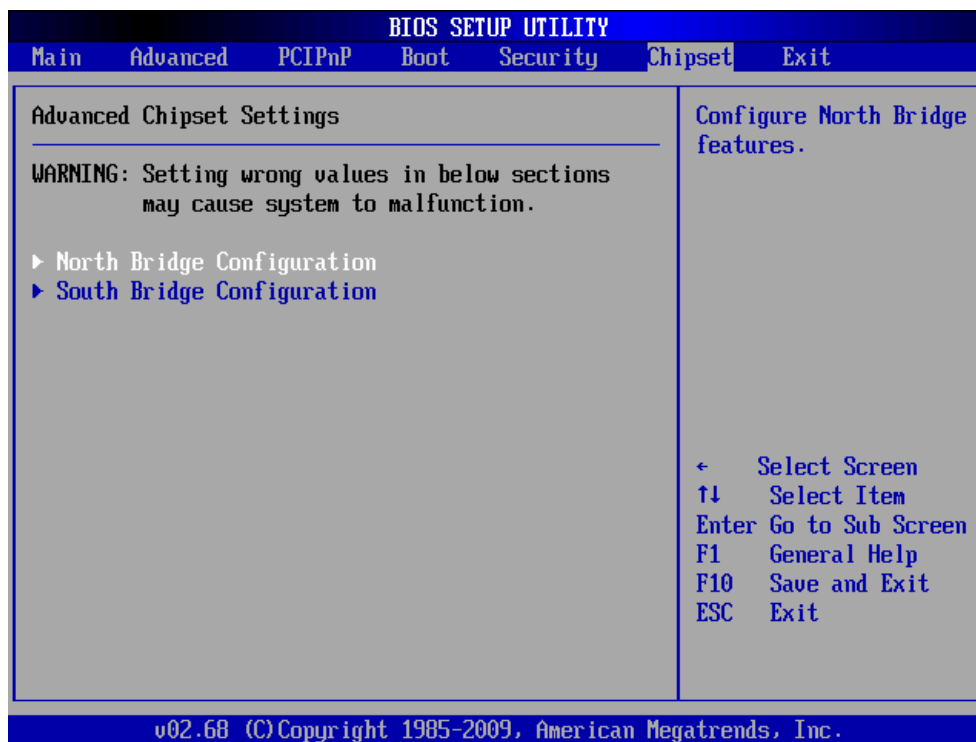 BIOS SETUP UTILITY
Main Advanced PCIPnP Boot Security Chipset Exit
Advanced Chipset Settings
WARNING: Setting wrong values in below sections
may cause system to malfunction.
▶ North Bridge Configuration
▶ South Bridge Configuration
Configure North Bridge
features.
← Select Screen
↑↓ Select Item
Enter Go to Sub Screen
F1 General Help
F10 Save and Exit
ESC Exit
v02.68 (C)Copyright 1985-2009, American Megatrends, Inc.